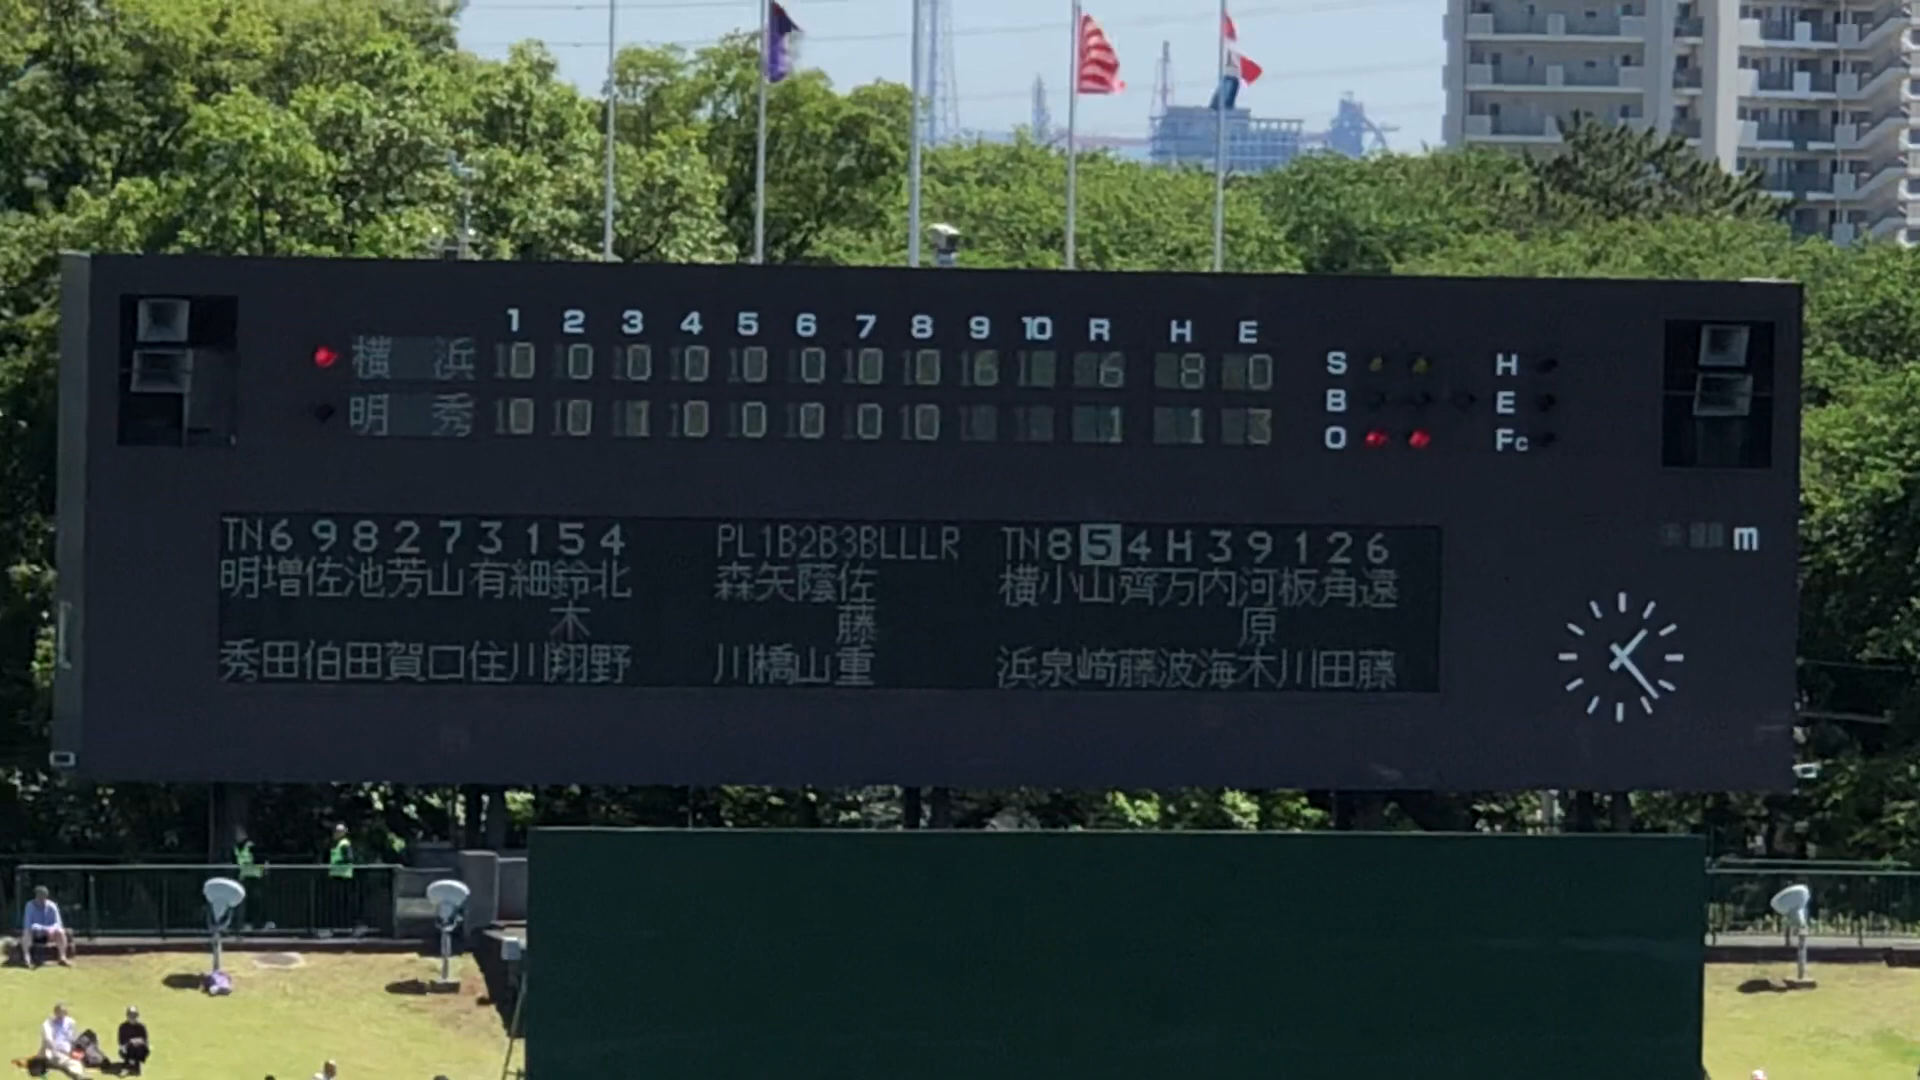 1 2 3 4 5 6 7 8 9 10 R H E
横浜 0 0 0 0 0 0 0 0 6 6 8 0
明秀 0 0 1 0 0 0 0 0 1 1 3
S H
B E
O Fc
TN 6 9 8 2 7 3 1 5 4
明秀 増田 佐伯 池田 芳賀 山口 有住 細川 鈴木翔 北野
PL 1B 2B 3B LL LR
森川 矢橋 蔭山 佐藤重
TN 8 5 4 H 3 9 1 2 6
横浜 小泉 山﨑 齊藤 万波 内海 河原木 板川 角田 遠藤
m